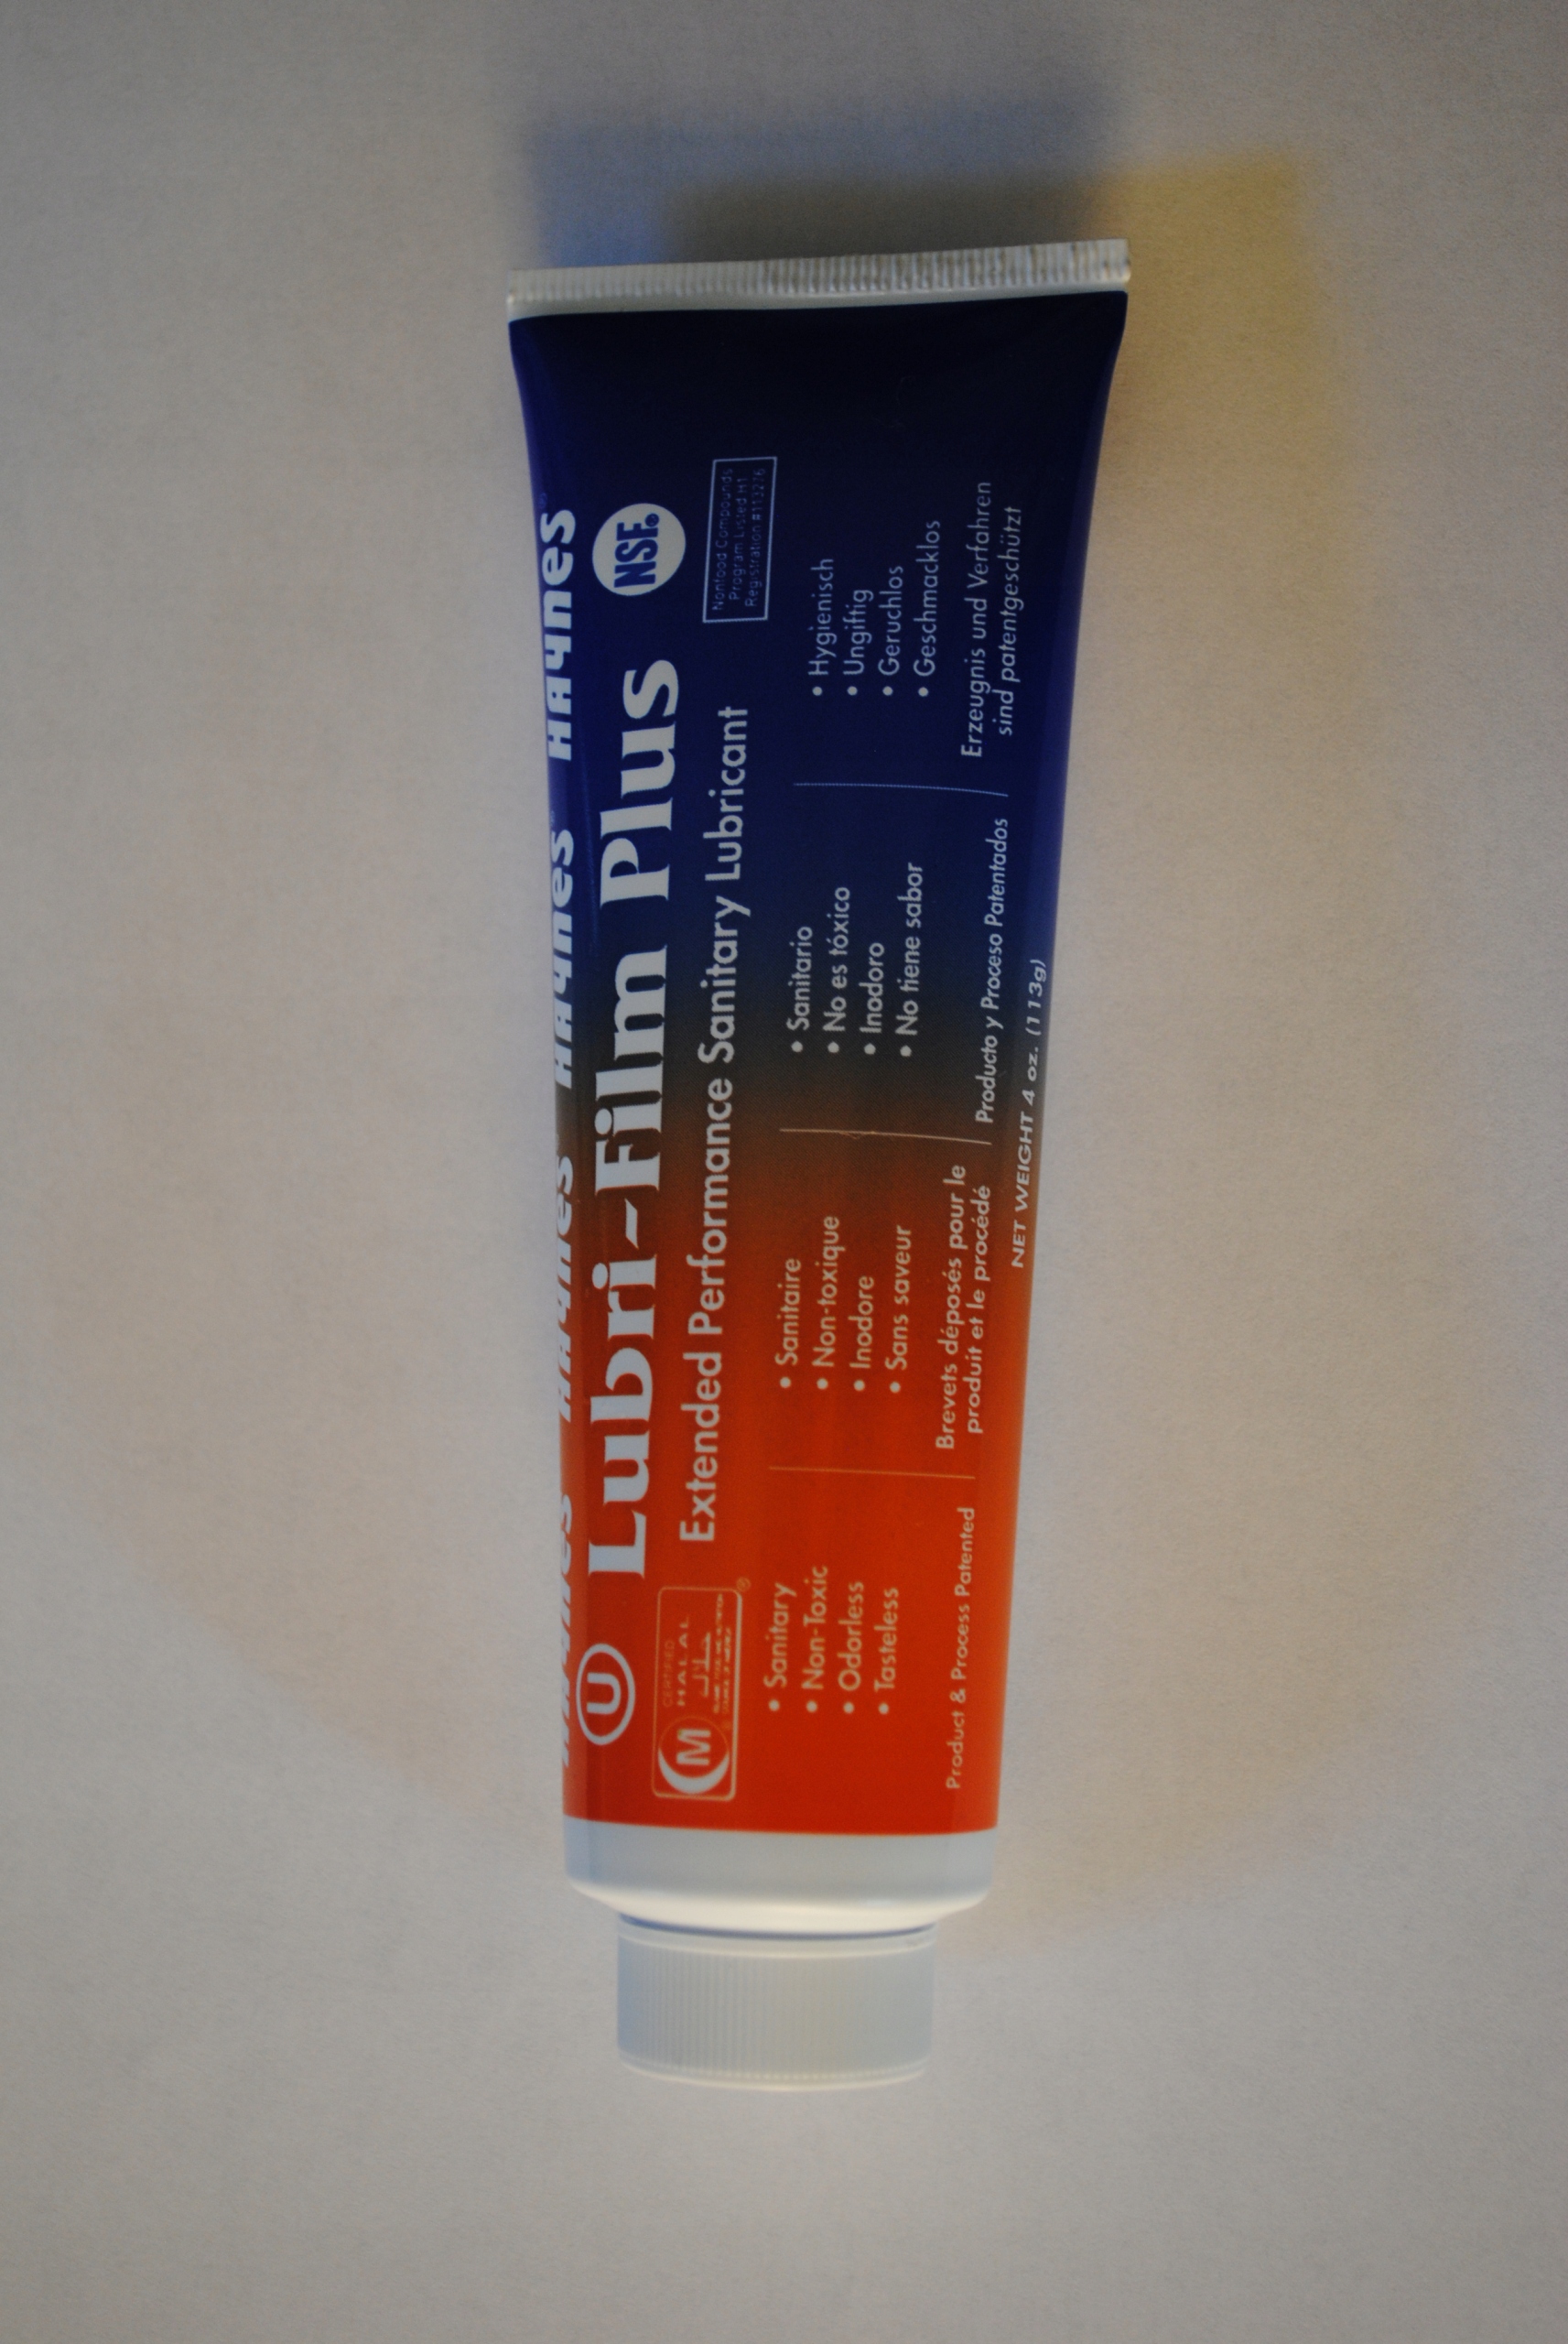 HAYNES HAYNES HAYNES HAYNES
U
Lubri-Film Plus
NSF®
Extended Performance Sanitary Lubricant
Nonfood Compounds
Program Listed H1
Registration #113276
M
CERTIFIED
HALAL
حلال
®
• Sanitary
• Non-Toxic
• Odorless
• Tasteless
Product & Process Patented
• Sanitaire
• Non-toxique
• Inodore
• Sans saveur
Brevets déposés pour le
produit et le procédé
• Sanitario
• No es tóxico
• Inodoro
• No tiene sabor
Producto y Proceso Patentados
• Hygienisch
• Ungiftig
• Geruchlos
• Geschmacklos
Erzeugnis und Verfahren
sind patentgeschützt
NET WEIGHT 4 oz. (113g)